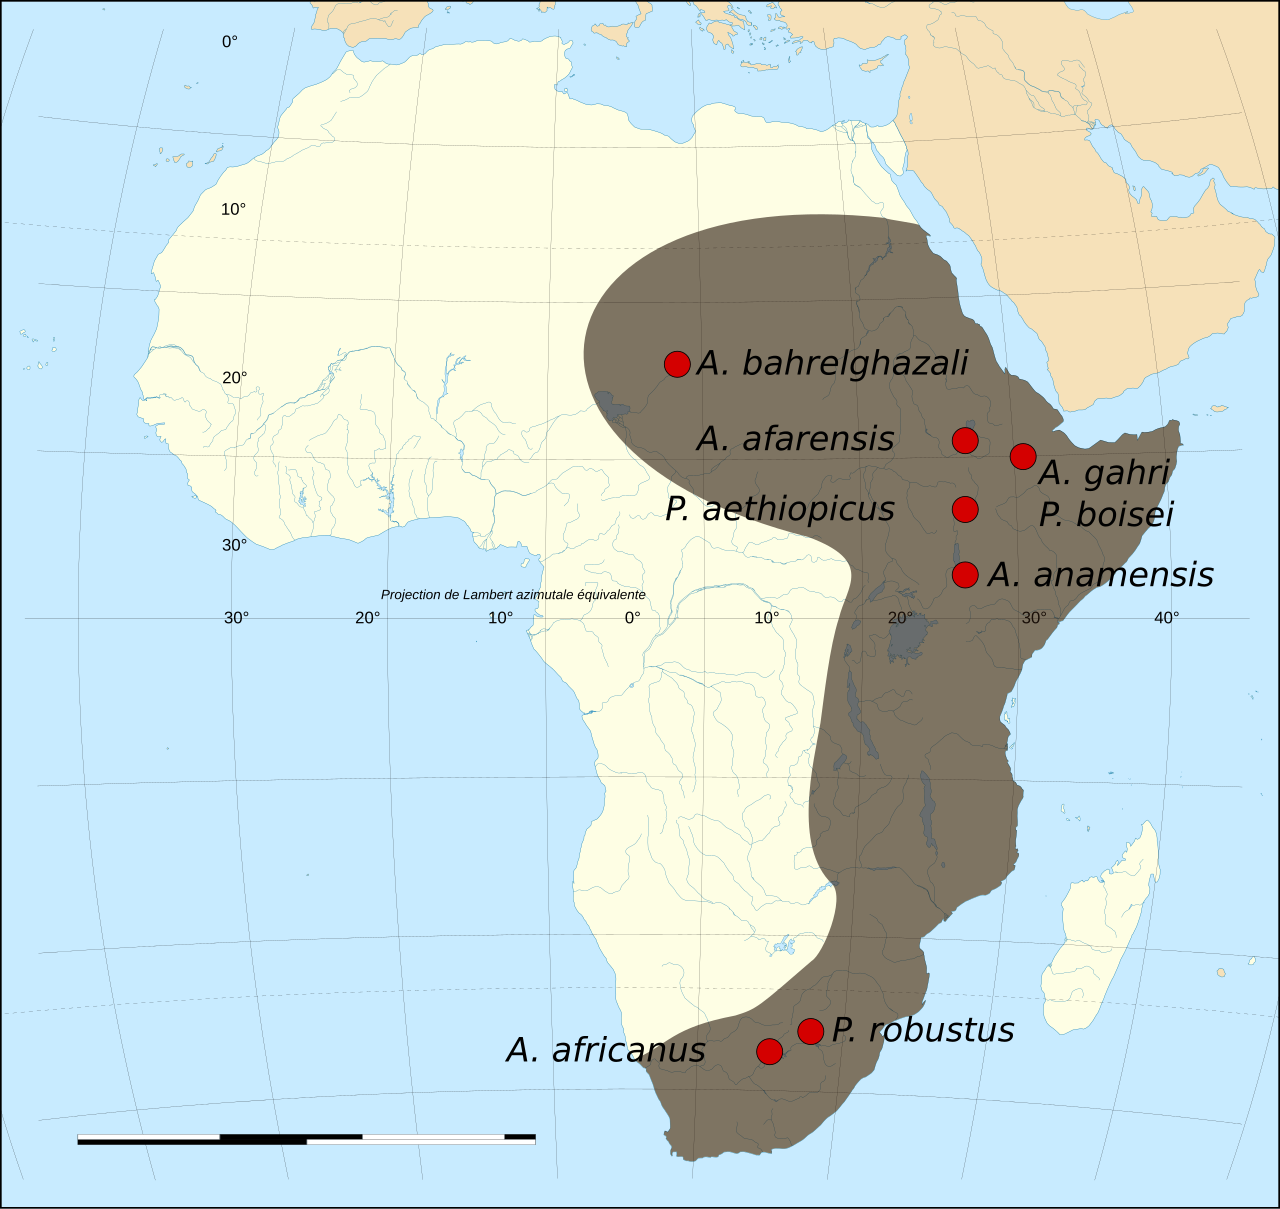 0°
10°
A. bahrelghazali
20°
A. afarensis
A. gahri
P. aethiopicus
P. boisei
30°
A. anamensis
Projection de Lambert azimutale équivalente
30° 20° 10° 0° 10° 20° 30° 40°
P. robustus
A. africanus